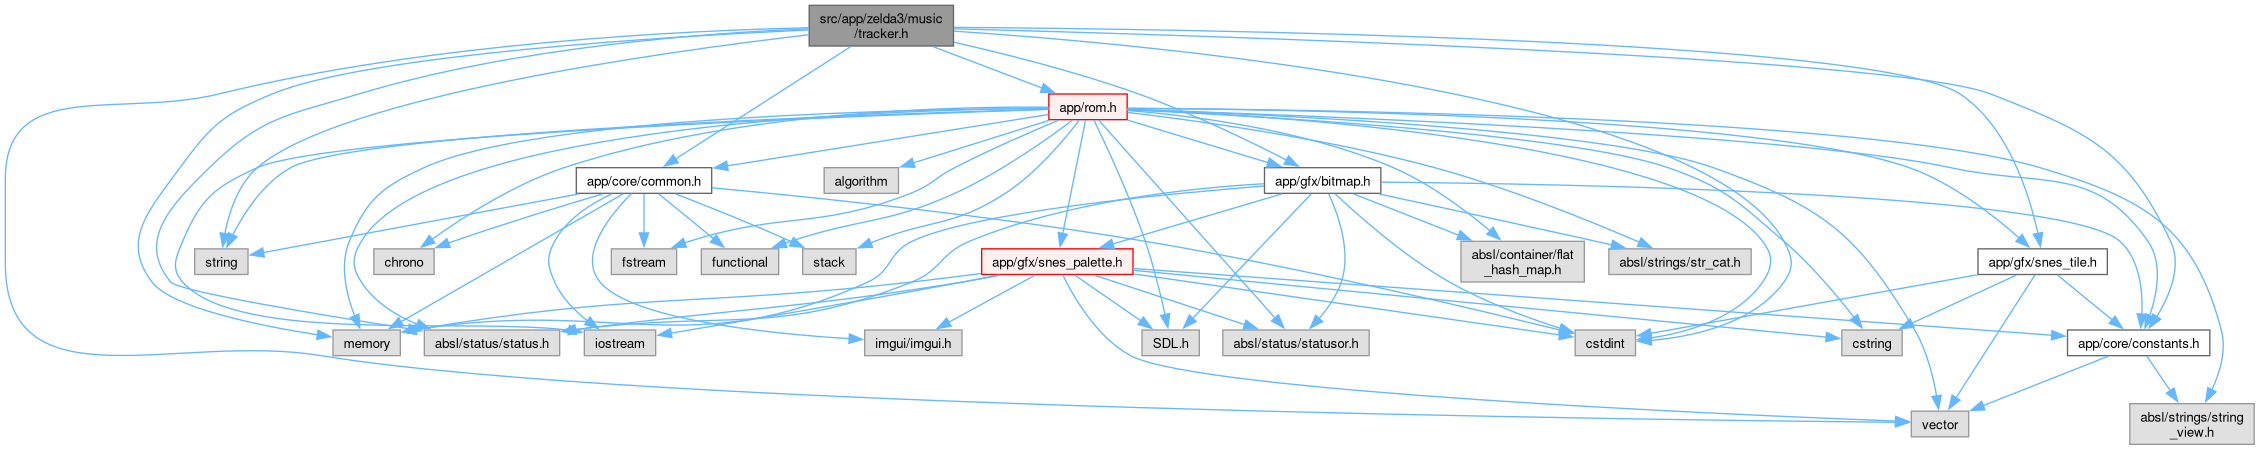 src/app/zelda3/music
/tracker.h
app/rom.h
app/core/common.h
algorithm
app/gfx/bitmap.h
string
chrono
fstream
functional
stack
app/gfx/snes_palette.h
absl/container/flat
_hash_map.h
absl/strings/str_cat.h
app/gfx/snes_tile.h
memory
absl/status/status.h
iostream
imgui/imgui.h
SDL.h
absl/status/statusor.h
cstdint
cstring
app/core/constants.h
vector
absl/strings/string
_view.h